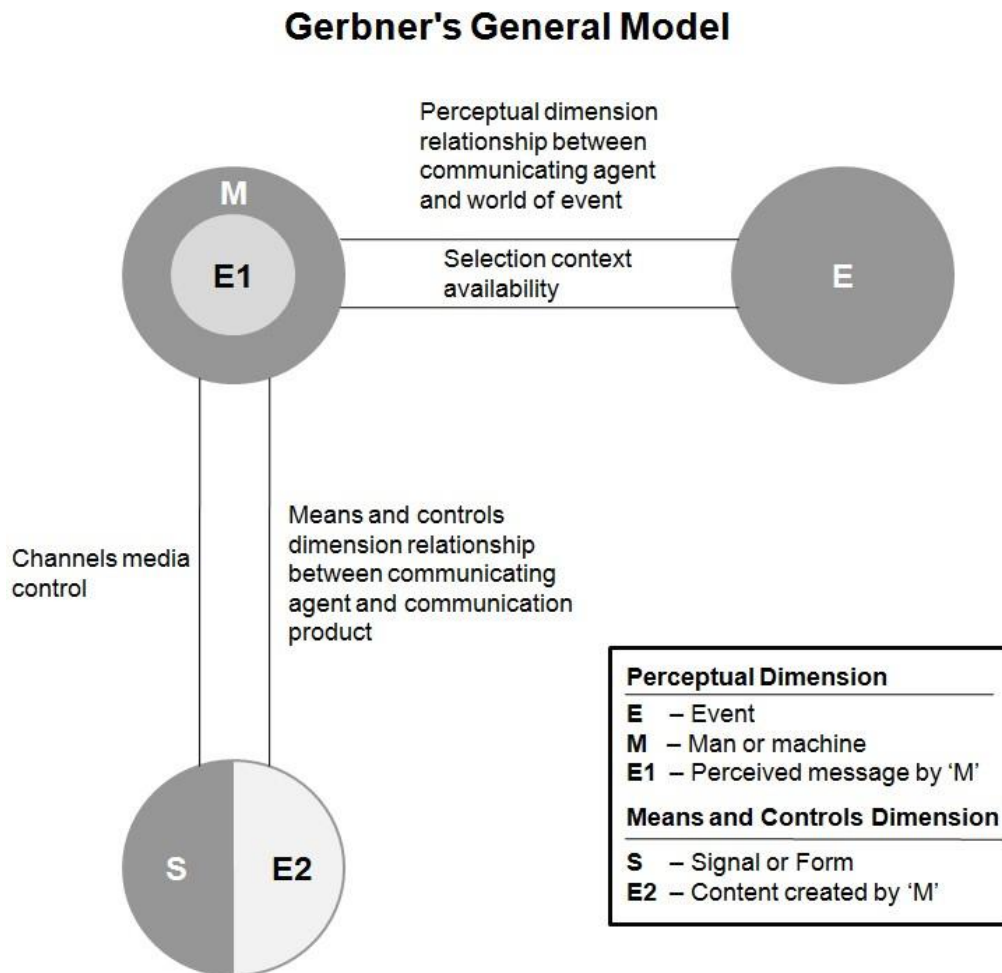 Gerbner's General Model
Perceptual dimension
relationship between
communicating agent
and world of event
M
E1
Selection context
availability
E
Channels media
control
Means and controls
dimension relationship
between communicating
agent and communication
product
S
E2
Perceptual Dimension
E – Event
M – Man or machine
E1 – Perceived message by ‘M’
Means and Controls Dimension
S – Signal or Form
E2 – Content created by ‘M’